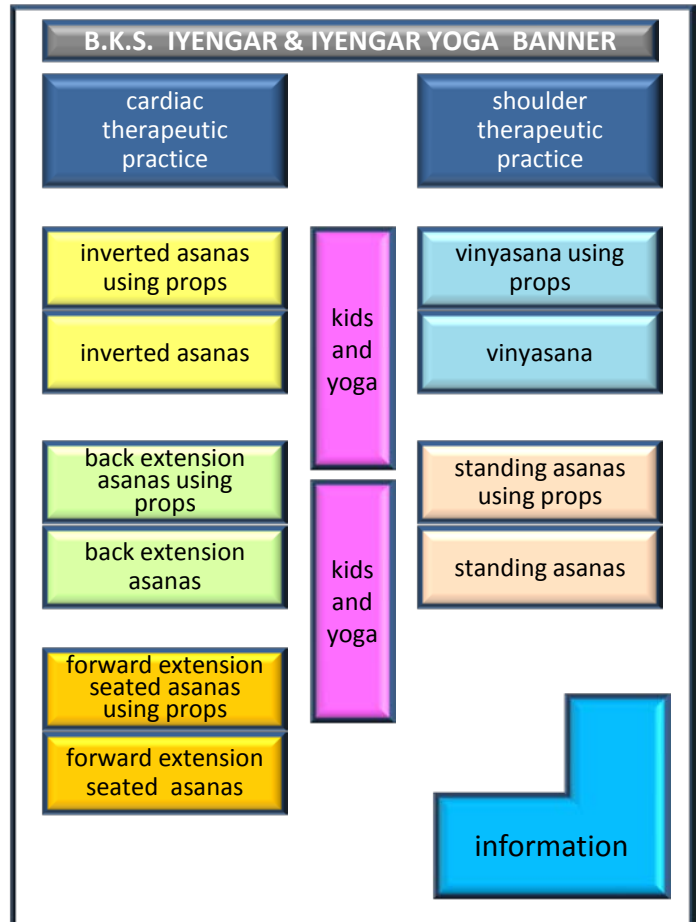 B.K.S. IYENGAR & IYENGAR YOGA BANNER
cardiac
therapeutic
practice
shoulder
therapeutic
practice
inverted asanas
using props
inverted asanas
kids
and
yoga
vinyasana using
props
vinyasana
back extension
asanas using
props
back extension
asanas
kids
and
yoga
standing asanas
using props
standing asanas
forward extension
seated asanas
using props
forward extension
seated asanas
information